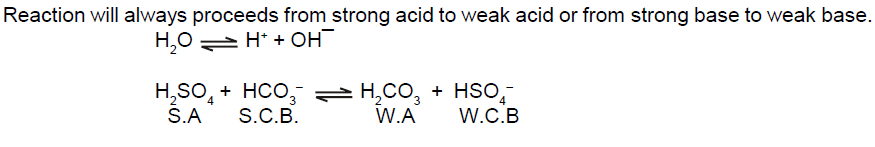 Reaction will always proceeds from strong acid to weak acid or from strong base to weak base.
H₂O ⇌ H⁺ + OH⁻
H₂SO₄ + HCO₃⁻ ⇌ H₂CO₃ + HSO₄⁻
S.A S.C.B. W.A W.C.B